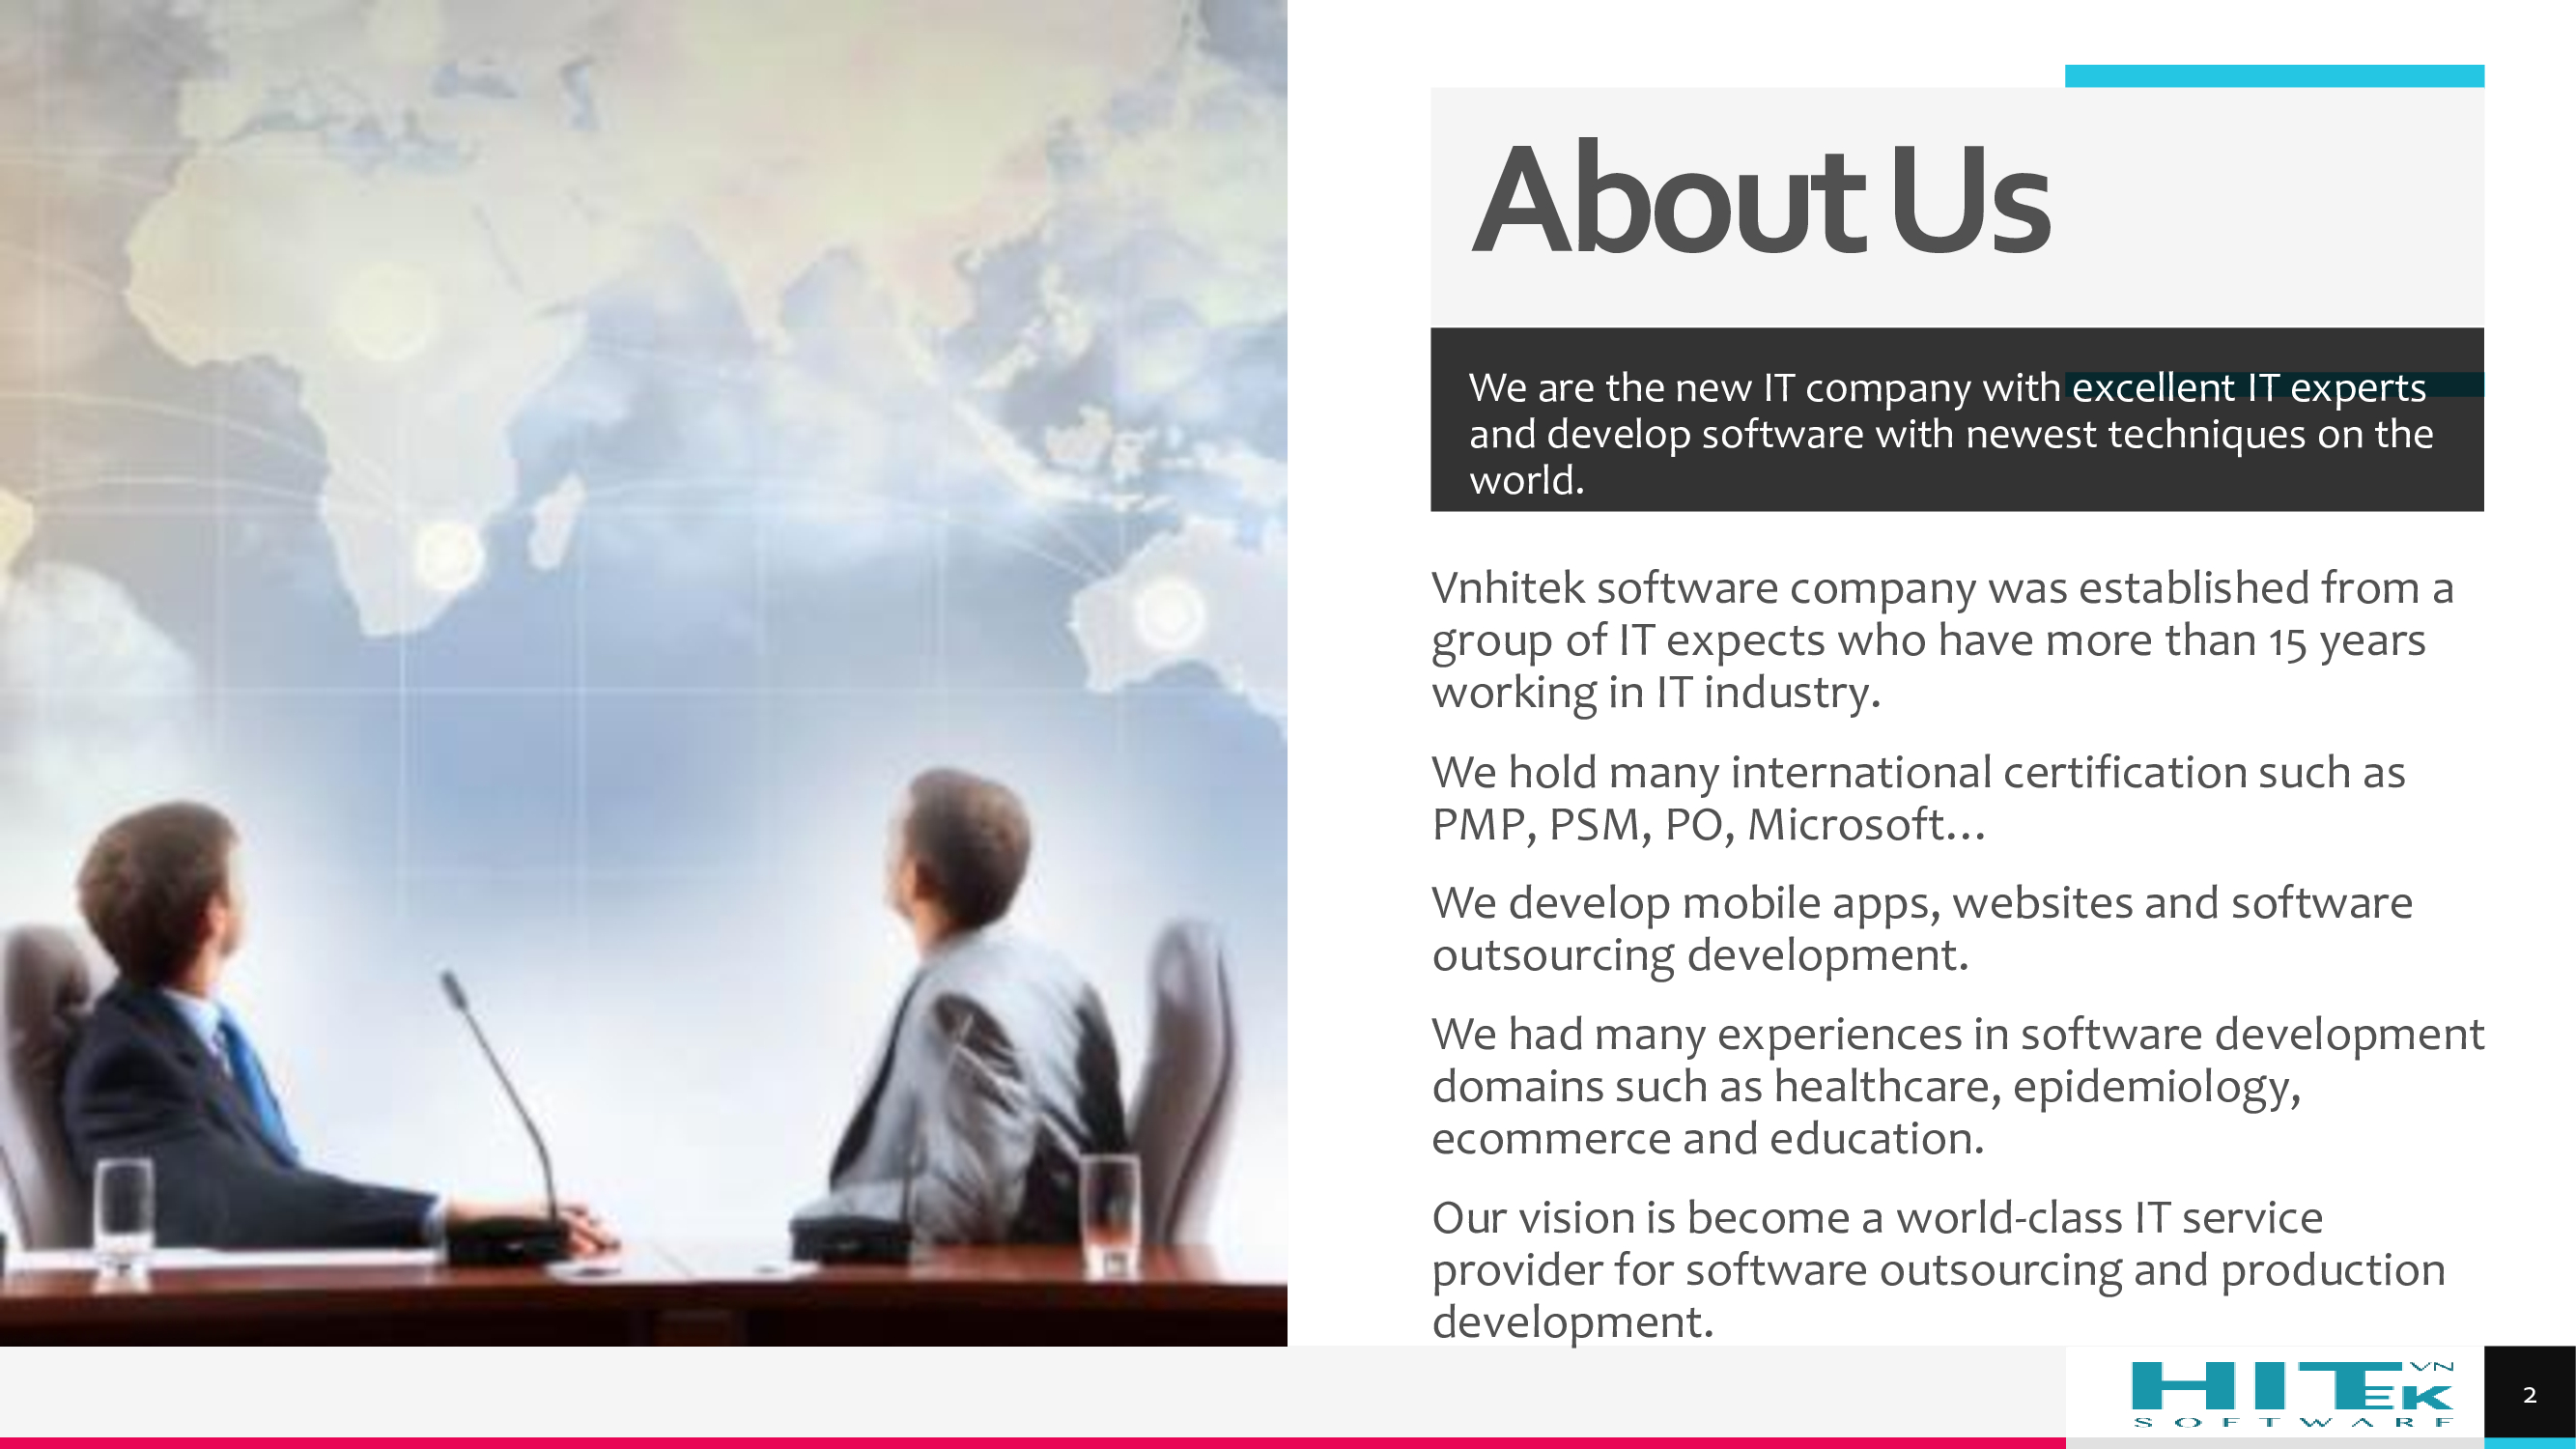 About Us
We are the new IT company with excellent IT experts
and develop software with newest techniques on the
world.
Vnhitek software company was established from a
group of IT expects who have more than 15 years
working in IT industry.
We hold many international certification such as
PMP, PSM, PO, Microsoft...
We develop mobile apps, websites and software
outsourcing development.
We had many experiences in software development
domains such as healthcare, epidemiology,
ecommerce and education.
Our vision is become a world-class IT service
provider for software outsourcing and production
development.
HITEK VN
SOFTWARE
2